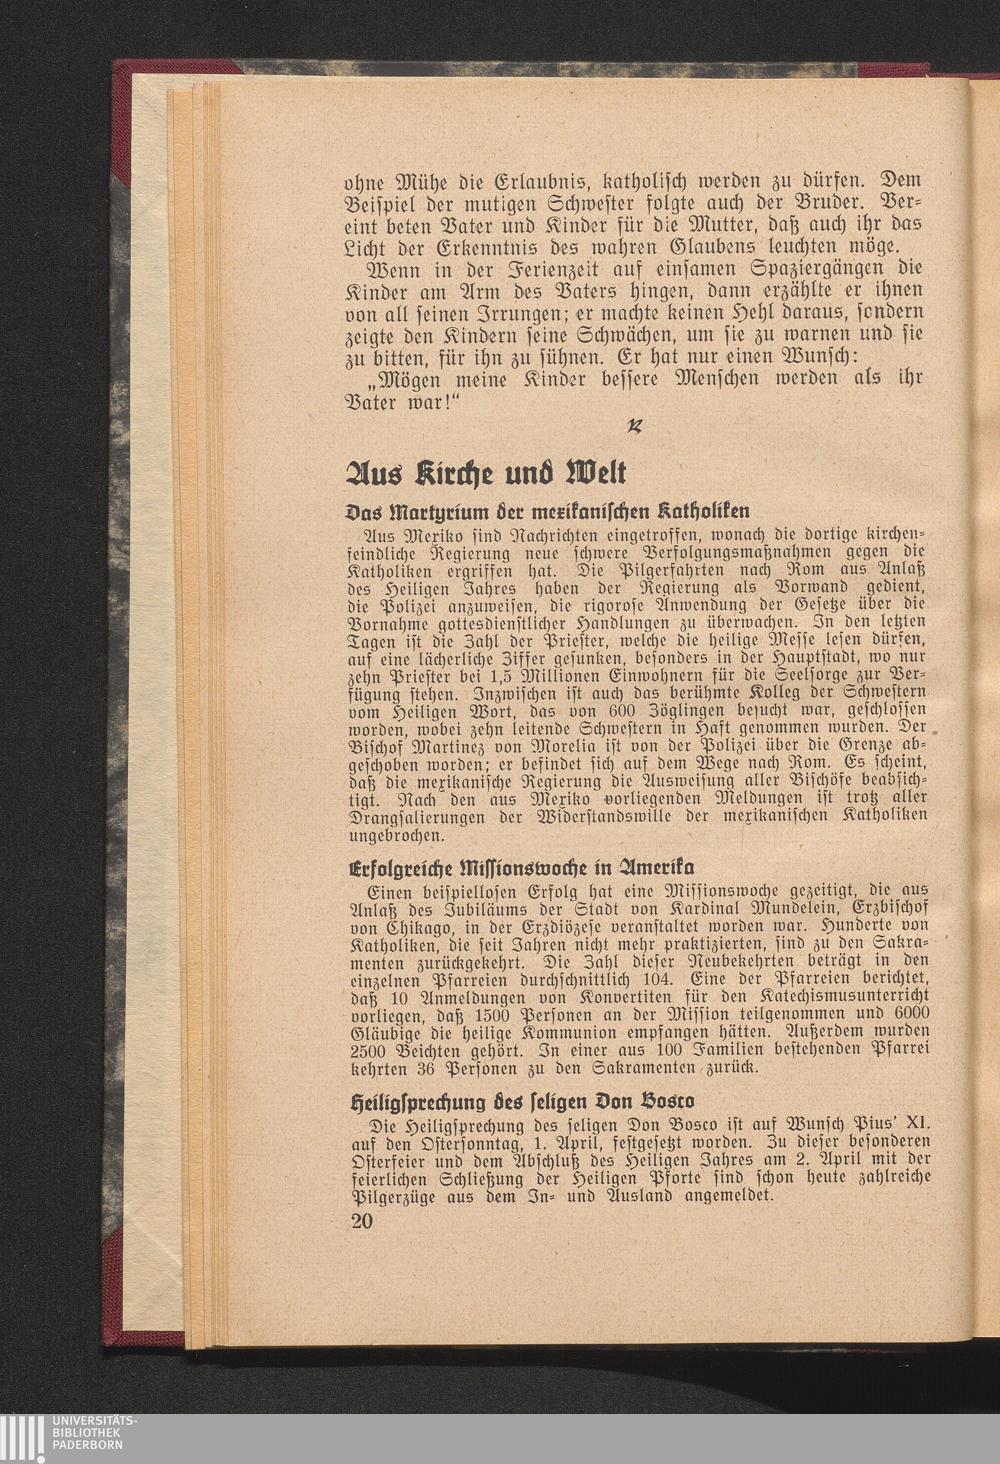 ohne Mühe die Erlaubnis, katholisch werden zu dürfen. Dem
Beispiel der mutigen Schwester folgte auch der Bruder. Ver-
eint beten Vater und Kinder für die Mutter, daß auch ihr das
Licht der Erkenntnis des wahren Glaubens leuchten möge.
Wenn in der Ferienzeit auf einsamen Spaziergängen die
Kinder am Arm des Vaters hingen, dann erzählte er ihnen
von all seinen Irrungen; er machte keinen Hehl daraus, sondern
zeigte den Kindern seine Schwächen, um sie zu warnen und sie
zu bitten, für ihn zu sühnen. Er hat nur einen Wunsch:
„Mögen meine Kinder bessere Menschen werden als ihr
Vater war!“
Aus Kirche und Welt
Das Martyrium der mexikanischen Katholiken
Aus Mexiko sind Nachrichten eingetroffen, wonach die dortige kirchen-
feindliche Regierung neue schwere Verfolgungsmaßnahmen gegen die
Katholiken ergriffen hat. Die Pilgerfahrten nach Rom aus Anlaß
des Heiligen Jahres haben der Regierung als Vorwand gedient,
die Polizei anzuweisen, die rigorose Anwendung der Gesetze über die
Vornahme gottesdienstlicher Handlungen zu überwachen. In den letzten
Tagen ist die Zahl der Priester, welche die heilige Messe lesen dürfen,
auf eine lächerliche Ziffer gesunken, besonders in der Hauptstadt, wo nur
zehn Priester bei 1,5 Millionen Einwohnern für die Seelsorge zur Ver-
fügung stehen. Inzwischen ist auch das berühmte Kolleg der Schwestern
vom Heiligen Wort, das von 600 Zöglingen besucht war, geschlossen
worden, wobei zehn leitende Schwestern in Haft genommen wurden. Der
Bischof Martinez von Morelia ist von der Polizei über die Grenze ab-
geschoben worden; er befindet sich auf dem Wege nach Rom. Es scheint,
daß die mexikanische Regierung die Ausweisung aller Bischöfe beabsich-
tigt. Nach den aus Mexiko vorliegenden Meldungen ist trotz aller
Drangsalierungen der Widerstandswille der mexikanischen Katholiken
ungebrochen.
Erfolgreiche Missionswoche in Amerika
Einen beispiellosen Erfolg hat eine Missionswoche gezeitigt, die aus
Anlaß des Jubiläums der Stadt von Kardinal Mundelein, Erzbischof
von Chikago, in der Erzdiözese veranstaltet worden war. Hunderte von
Katholiken, die seit Jahren nicht mehr praktizierten, sind zu den Sakra-
menten zurückgekehrt. Die Zahl dieser Neubekehrten beträgt in den
einzelnen Pfarreien durchschnittlich 104. Eine der Pfarreien berichtet,
daß 10 Anmeldungen von Konvertiten für den Katechismusunterricht
vorliegen, daß 1500 Personen an der Mission teilgenommen und 6000
Gläubige die heilige Kommunion empfangen hätten. Außerdem wurden
2500 Beichten gehört. In einer aus 100 Familien bestehenden Pfarrei
kehrten 36 Personen zu den Sakramenten zurück.
Heiligsprechung des seligen Don Bosco
Die Heiligsprechung des seligen Don Bosco ist auf Wunsch Pius' XI.
auf den Ostersonntag, 1. April, festgesetzt worden. Zu dieser besonderen
Osterfeier und dem Abschluß des Heiligen Jahres am 2. April mit der
feierlichen Schließung der Heiligen Pforte sind schon heute zahlreiche
Pilgerzüge aus dem In- und Ausland angemeldet.
20
UNIVERSITÄTS-
BIBLIOTHEK
PADERBORN